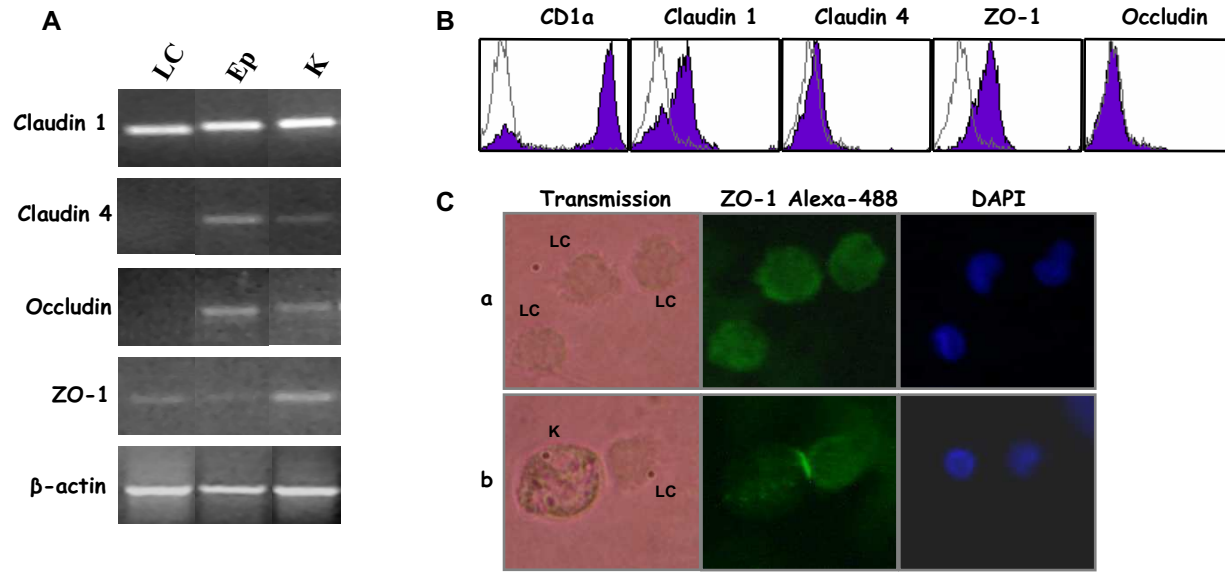 A
LC Ep K
Claudin 1
Claudin 4
Occludin
ZO-1
β-actin
B
CD1a Claudin 1 Claudin 4 ZO-1 Occludin
C
Transmission ZO-1 Alexa-488 DAPI
a
LC
LC
LC
b
K
LC